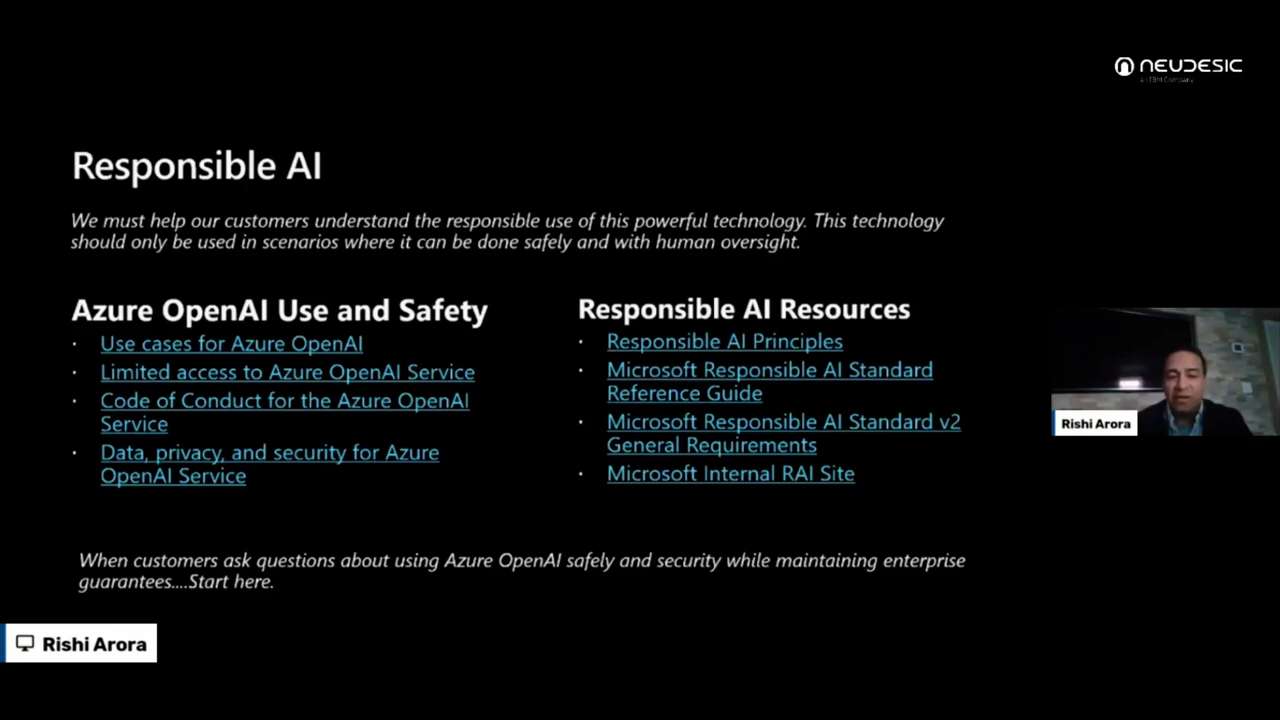 NEUDESIC
an IBM Company
Responsible AI
We must help our customers understand the responsible use of this powerful technology. This technology
should only be used in scenarios where it can be done safely and with human oversight.
Azure OpenAI Use and Safety
· Use cases for Azure OpenAI
· Limited access to Azure OpenAI Service
· Code of Conduct for the Azure OpenAI
Service
· Data, privacy, and security for Azure
OpenAI Service
Responsible AI Resources
· Responsible AI Principles
· Microsoft Responsible AI Standard
Reference Guide
· Microsoft Responsible AI Standard v2
General Requirements
· Microsoft Internal RAI Site
Rishi Arora
When customers ask questions about using Azure OpenAI safely and security while maintaining enterprise
guarantees....Start here.
Rishi Arora